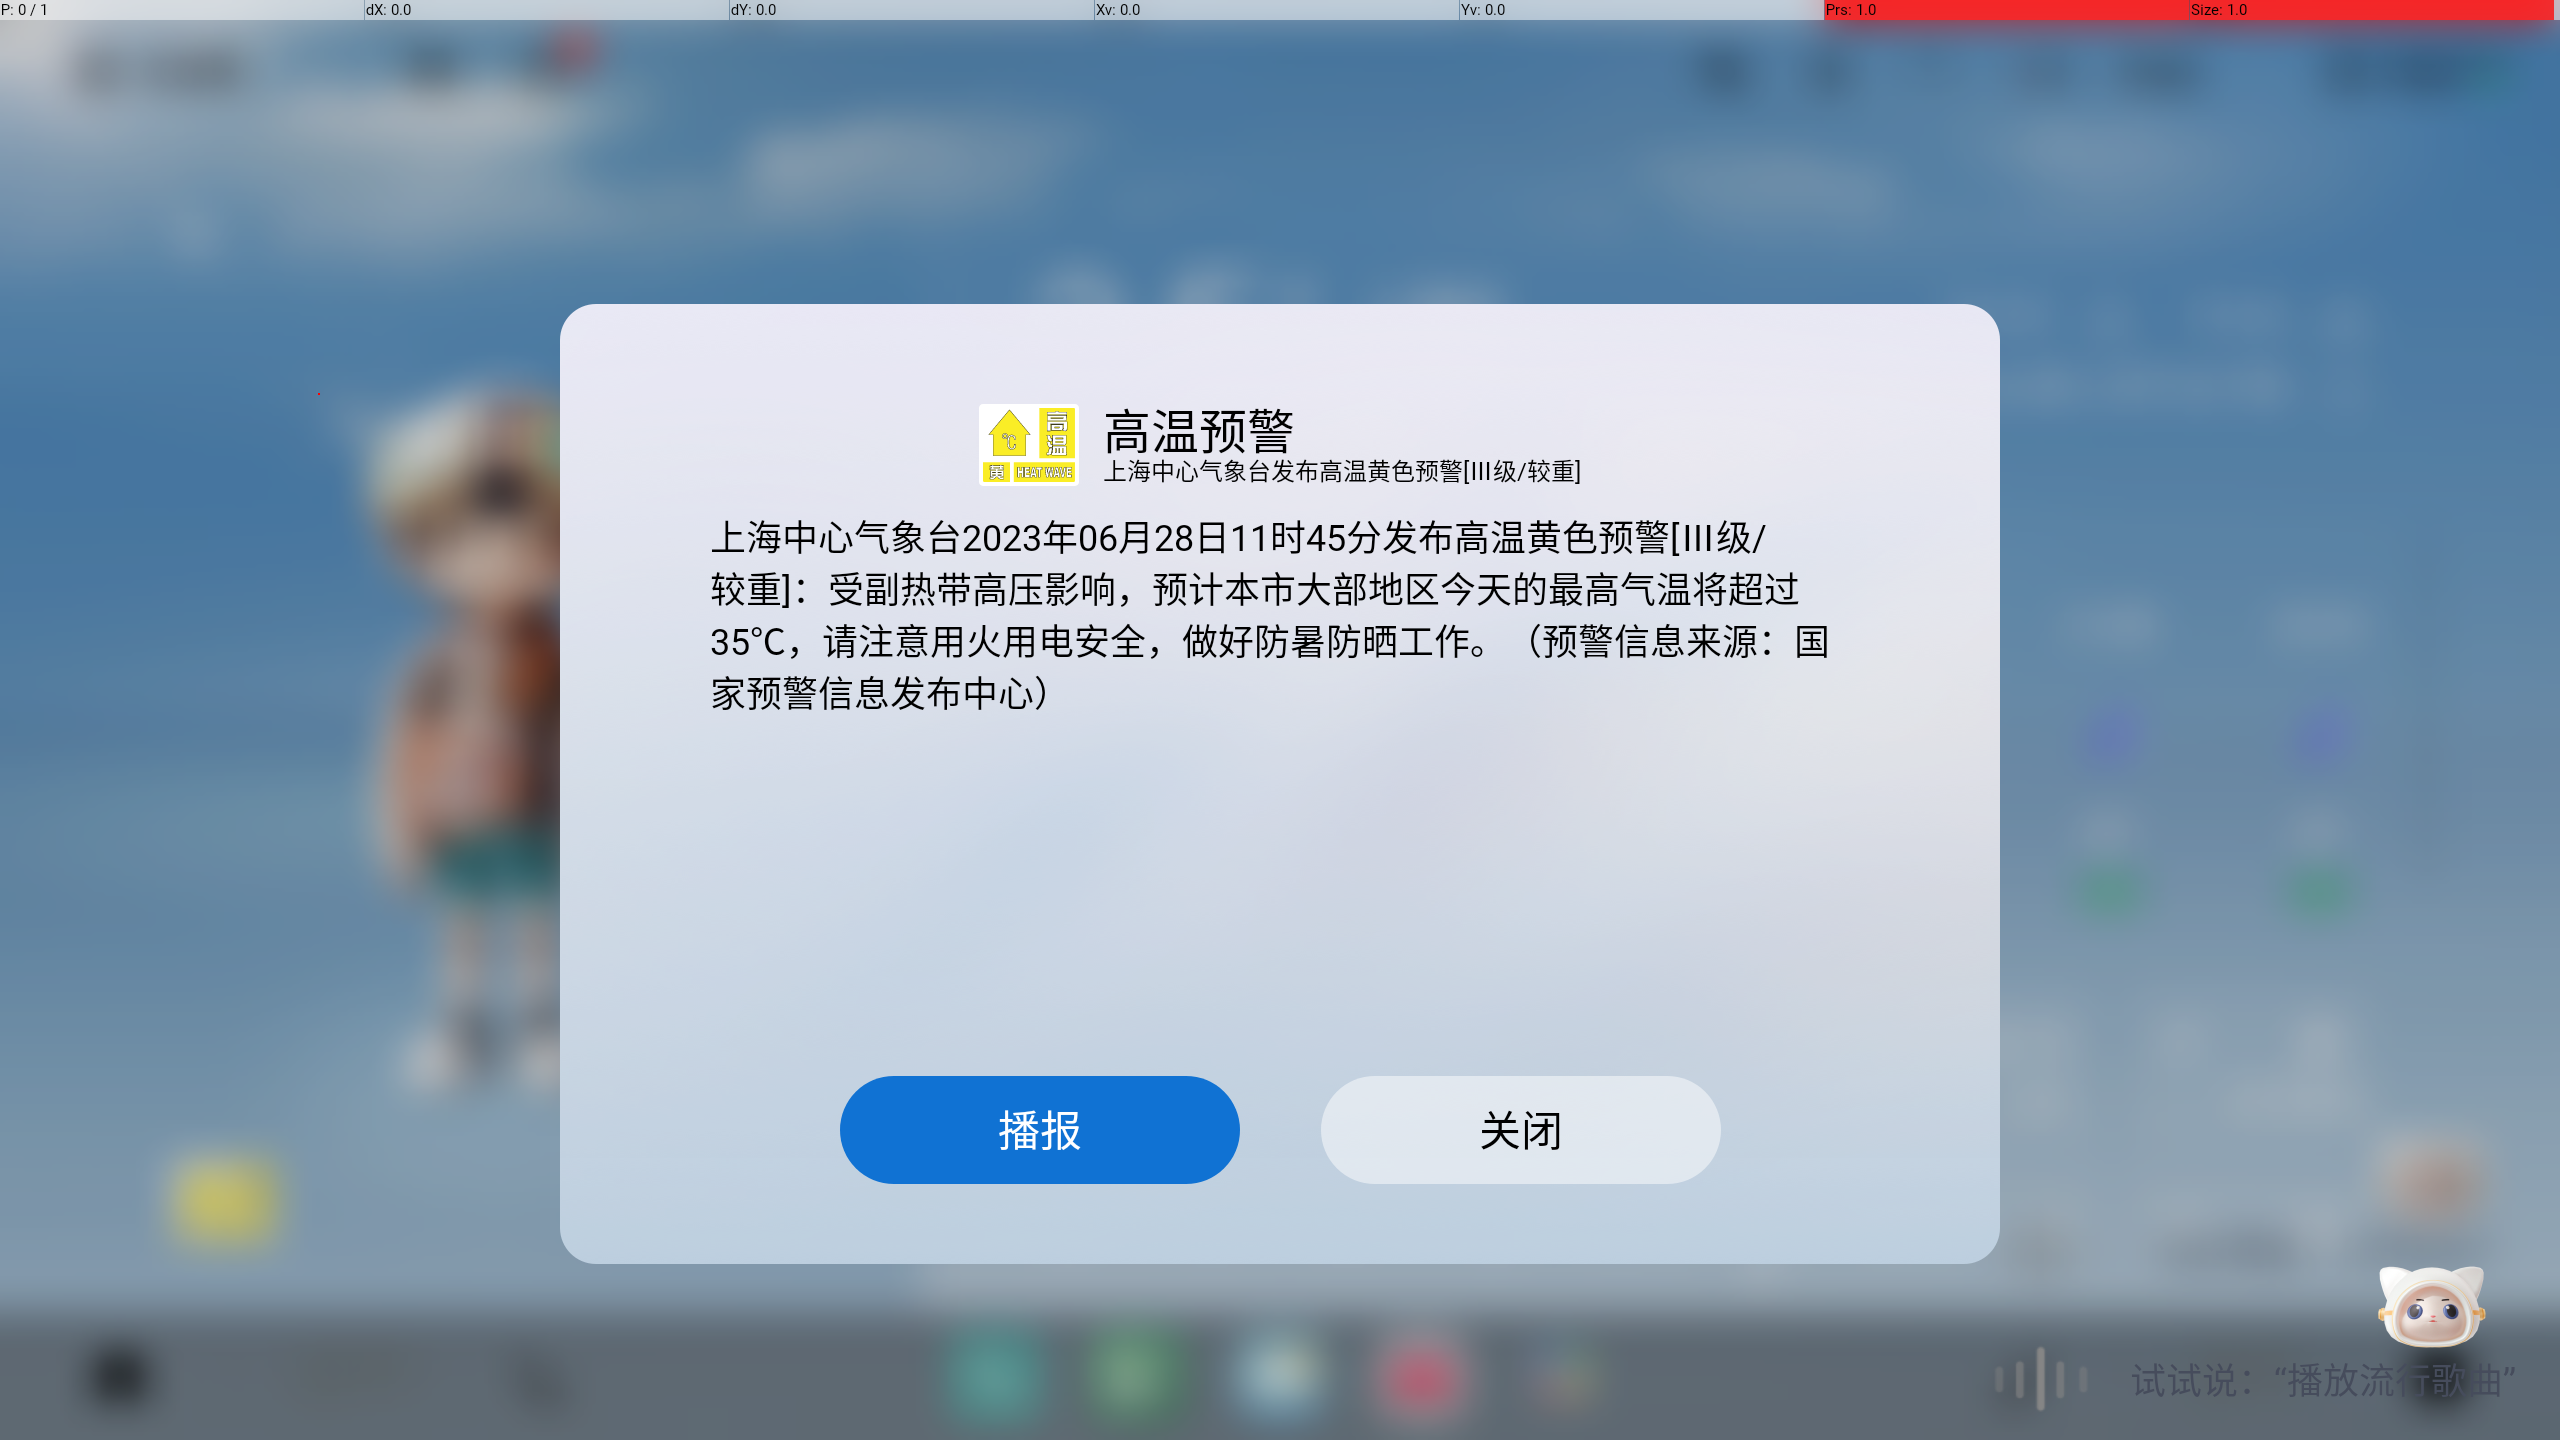 P: 0 / 1 dX: 0.0 dY: 0.0 Xv: 0.0 Yv: 0.0 Prs: 1.0 Size: 1.0
高温
℃
黄 HEAT WAVE
高温预警
上海中心气象台发布高温黄色预警[III级/较重]
上海中心气象台2023年06月28日11时45分发布高温黄色预警[III级/
较重]：受副热带高压影响，预计本市大部地区今天的最高气温将超过
35℃，请注意用火用电安全，做好防暑防晒工作。（预警信息来源：国
家预警信息发布中心）
播报 关闭
试试说：“播放流行歌曲”